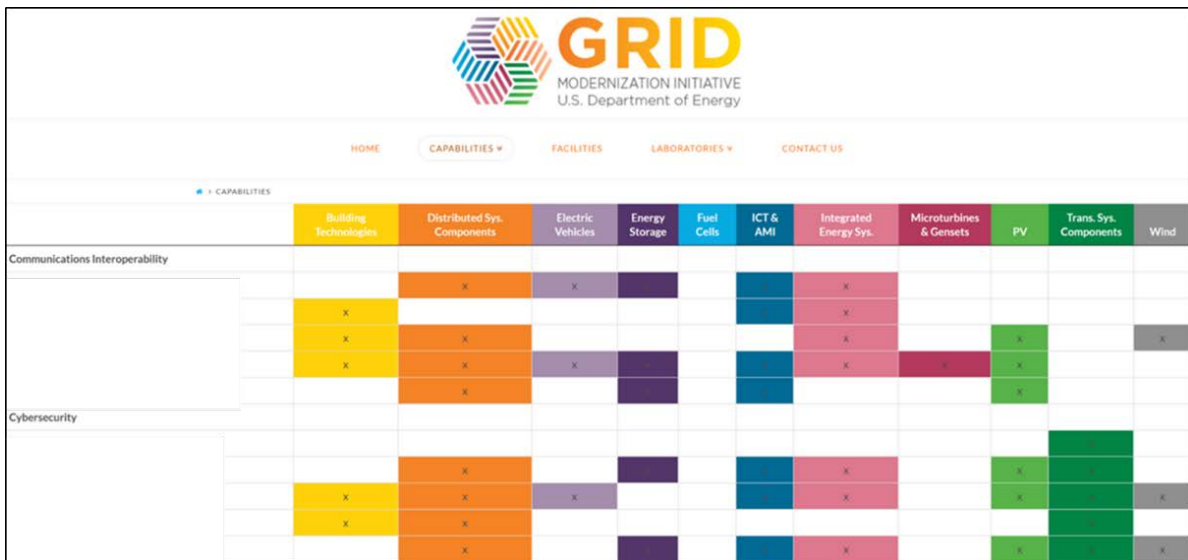 GRID
MODERNIZATION INITIATIVE
U.S. Department of Energy
HOME CAPABILITIES ∨ FACILITIES LABORATORIES ∨ CONTACT US
> CAPABILITIES
Building Technologies Distributed Sys. Components Electric Vehicles Energy Storage Fuel Cells ICT & AMI Integrated Energy Sys. Microturbines & Gensets PV Trans. Sys. Components Wind
Communications Interoperability
X X X X X
X X X
X X X X X
X X X X X X X X
X X X X
Cybersecurity
X
X X X X X X
X X X X X X X X
X X X
X X X X X X X